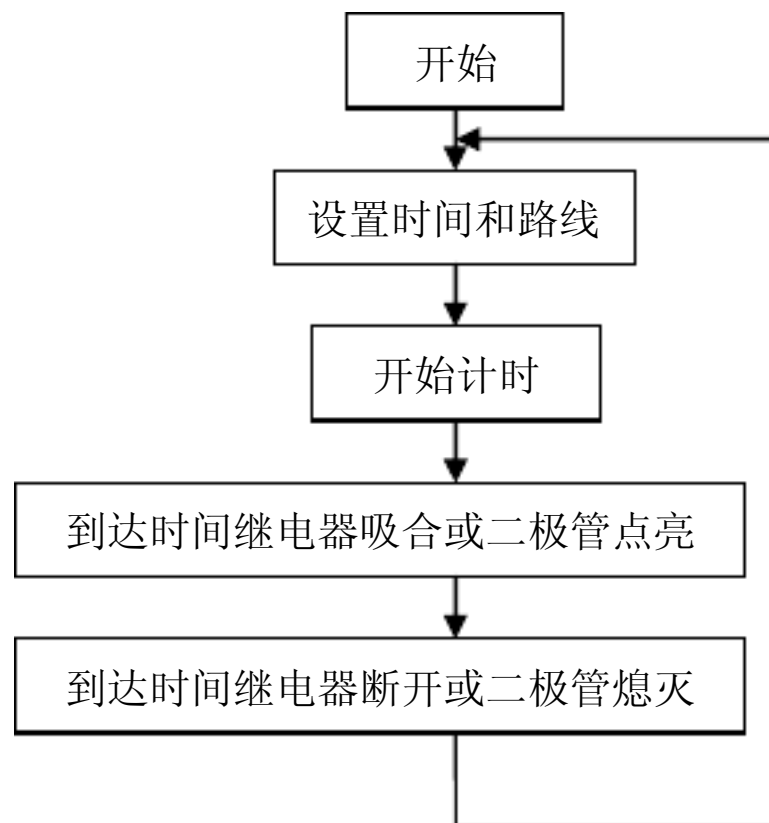 开始
设置时间和路线
开始计时
到达时间继电器吸合或二极管点亮
到达时间继电器断开或二极管熄灭